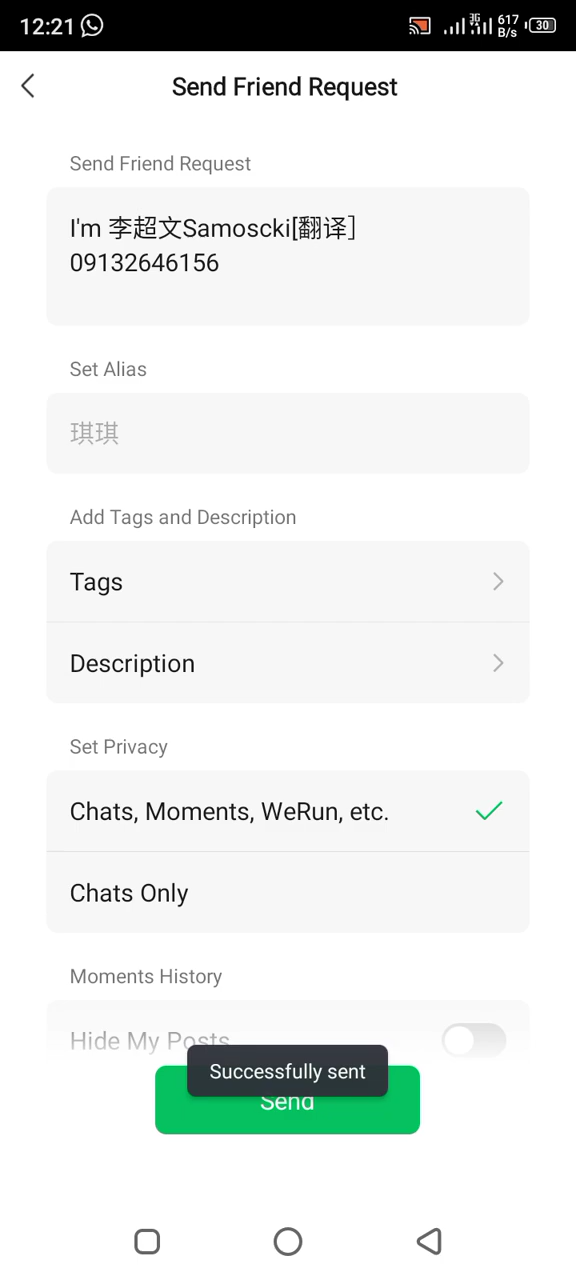 12:21
3G
617
B/s
30
Send Friend Request
Send Friend Request
I'm 李超文Samoscki[翻译]
09132646156
Set Alias
琪琪
Add Tags and Description
Tags
Description
Set Privacy
Chats, Moments, WeRun, etc.
Chats Only
Moments History
Hide My Posts
Successfully sent
Send